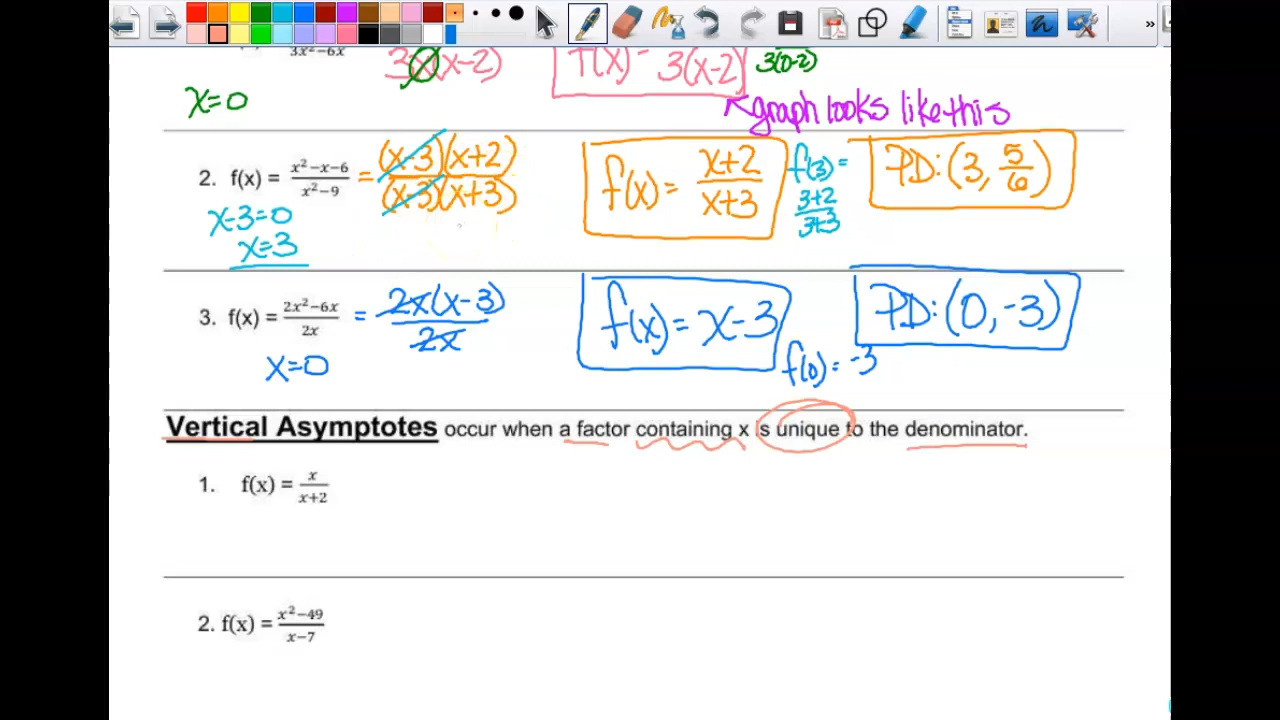 3x²−6x
3x(x-2)
f(x) = 3(x-2)
3(0-2)
x=0
graph looks like this
2. f(x) = x²−x−6 / x²−9 = (x-3)(x+2) / (x-3)(x+3)
f(x) = x+2 / x+3
f(3) = 3+2 / 3+3
PD: (3, 5/6)
x-3=0
x=3
3. f(x) = 2x²−6x / 2x = 2x(x-3) / 2x
f(x) = x-3
PD: (0, -3)
x=0
f(0) = -3
Vertical Asymptotes occur when a factor containing x is unique to the denominator.
1. f(x) = x / x+2
2. f(x) = x²−49 / x−7